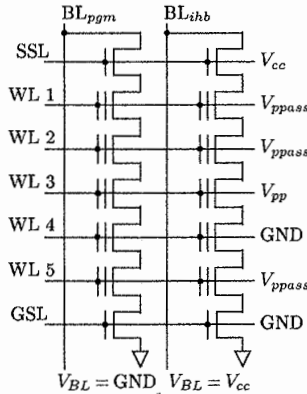 BL_pgm BL_ihb
SSL V_cc
WL 1 V_ppass
WL 2 V_ppass
WL 3 V_pp
WL 4 GND
WL 5 V_ppass
GSL GND
V_BL = GND V_BL = V_cc